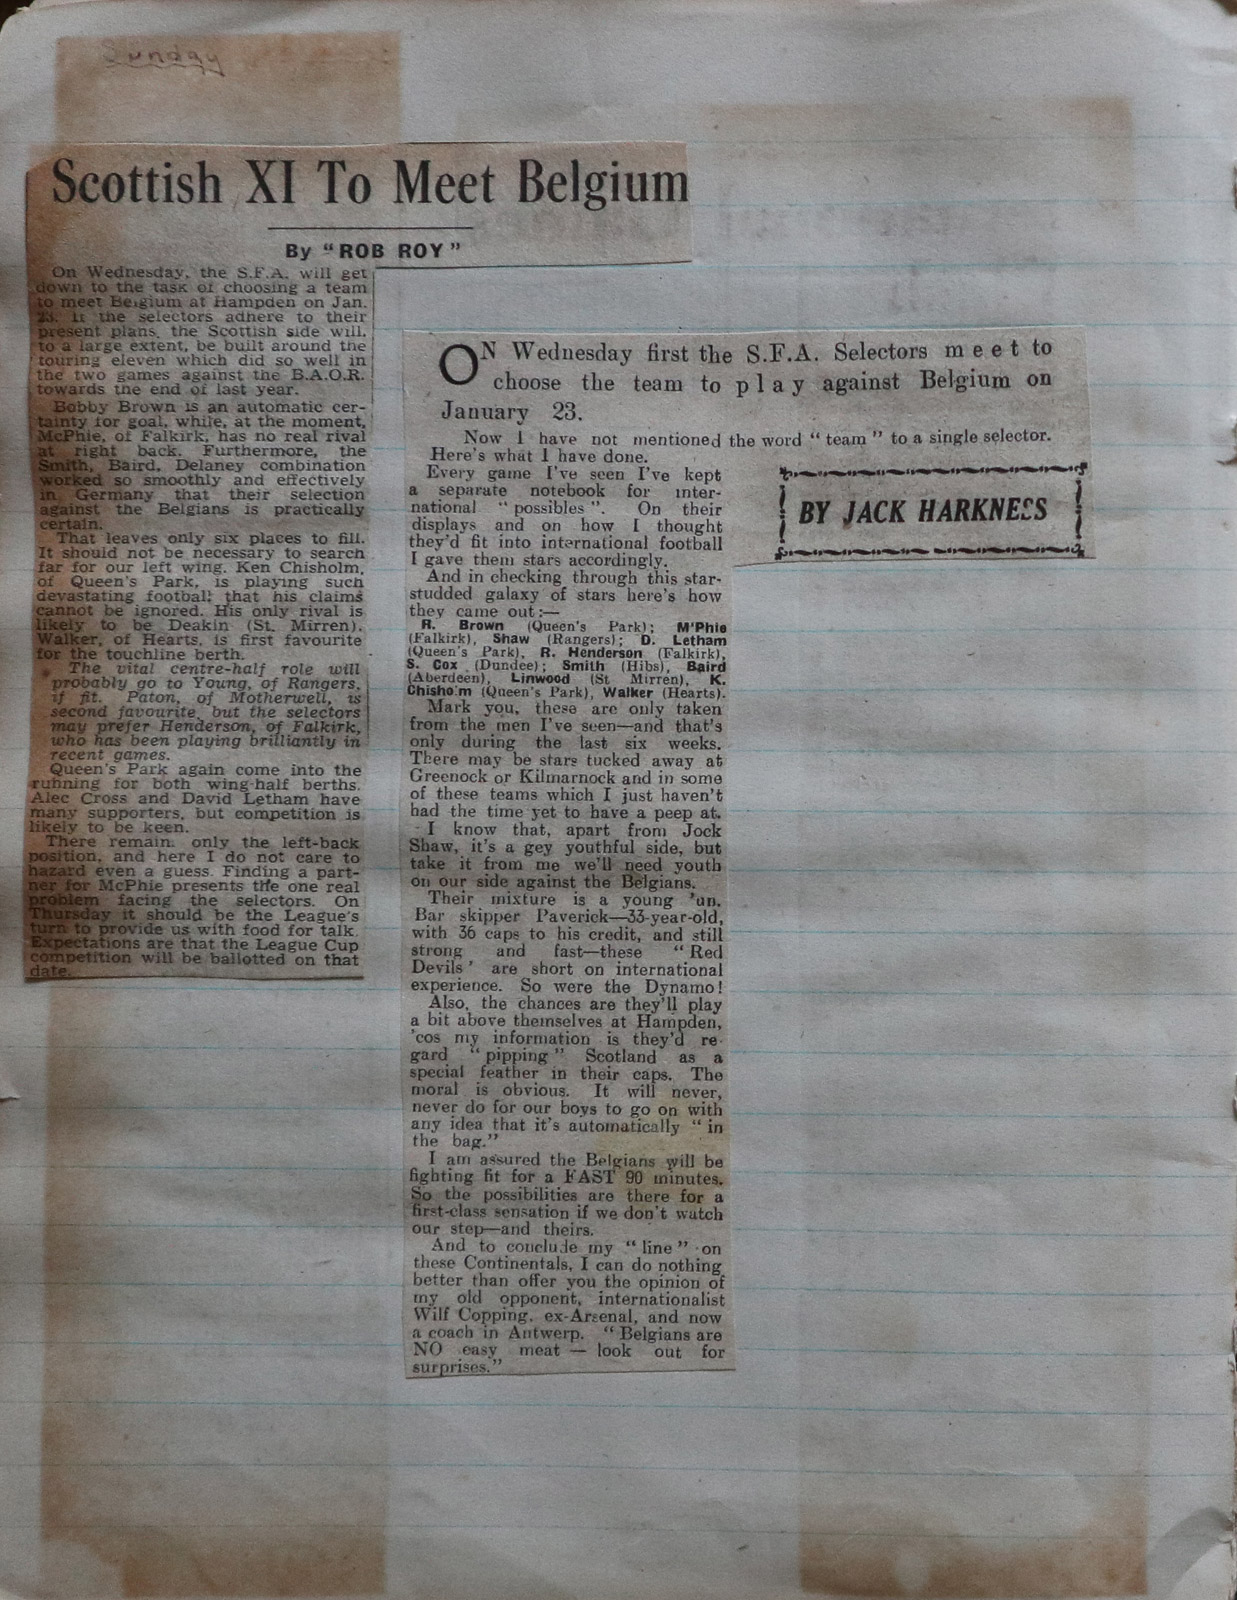 Sunday
Scottish XI To Meet Belgium
By "ROB ROY"
On Wednesday, the S.F.A. will get
down to the task of choosing a team
to meet Belgium at Hampden on Jan.
23. If the selectors adhere to their
present plans, the Scottish side will,
to a large extent, be built around the
touring eleven which did so well in
the two games against the B.A.O.R.
towards the end of last year.
Bobby Brown is an automatic cer-
tainty for goal, while, at the moment,
McPhie, of Falkirk, has no real rival
at right back. Furthermore, the
Smith, Baird, Delaney combination
worked so smoothly and effectively
in Germany that their selection
against the Belgians is practically
certain.
That leaves only six places to fill.
It should not be necessary to search
far for our left wing. Ken Chisholm,
of Queen's Park, is playing such
devastating football that his claims
cannot be ignored. His only rival is
likely to be Deakin (St. Mirren).
Walker, of Hearts, is first favourite
for the touchline berth.
The vital centre-half role will
probably go to Young, of Rangers,
if fit. Paton, of Motherwell, is
second favourite, but the selectors
may prefer Henderson, of Falkirk,
who has been playing brilliantly in
recent games.
Queen's Park again come into the
running for both wing-half berths.
Alec Cross and David Letham have
many supporters, but competition is
likely to be keen.
There remain only the left-back
position, and here I do not care to
hazard even a guess. Finding a part-
ner for McPhie presents the one real
problem facing the selectors. On
Thursday it should be the League's
turn to provide us with food for talk.
Expectations are that the League Cup
competition will be ballotted on that
date.
ON Wednesday first the S.F.A. Selectors meet to
choose the team to play against Belgium on
January 23.
Now I have not mentioned the word "team" to a single selector.
Here's what I have done.
BY JACK HARKNESS
Every game I've seen I've kept
a separate notebook for inter-
national "possibles". On their
displays and on how I thought
they'd fit into international football
I gave them stars accordingly.
And in checking through this star-
studded galaxy of stars here's how
they came out:—
R. Brown (Queen's Park); M'Phie
(Falkirk), Shaw (Rangers); D. Letham
(Queen's Park), R. Henderson (Falkirk),
S. Cox (Dundee); Smith (Hibs), Baird
(Aberdeen), Linwood (St Mirren), K.
Chisholm (Queen's Park), Walker (Hearts).
Mark you, these are only taken
from the men I've seen—and that's
only during the last six weeks.
There may be stars tucked away at
Greenock or Kilmarnock and in some
of these teams which I just haven't
had the time yet to have a peep at.
I know that, apart from Jock
Shaw, it's a gey youthful side, but
take it from me we'll need youth
on our side against the Belgians.
Their mixture is a young 'un.
Bar skipper Paverick—33-year-old,
with 36 caps to his credit, and still
strong and fast—these "Red
Devils' are short on international
experience. So were the Dynamo!
Also, the chances are they'll play
a bit above themselves at Hampden,
'cos my information is they'd re-
gard "pipping" Scotland as a
special feather in their caps. The
moral is obvious. It will never,
never do for our boys to go on with
any idea that it's automatically "in
the bag."
I am assured the Belgians will be
fighting fit for a FAST 90 minutes.
So the possibilities are there for a
first-class sensation if we don't watch
our step—and theirs.
And to conclude my "line" on
these Continentals, I can do nothing
better than offer you the opinion of
my old opponent, internationalist
Wilf Copping, ex-Arsenal, and now
a coach in Antwerp. "Belgians are
NO easy meat — look out for
surprises."